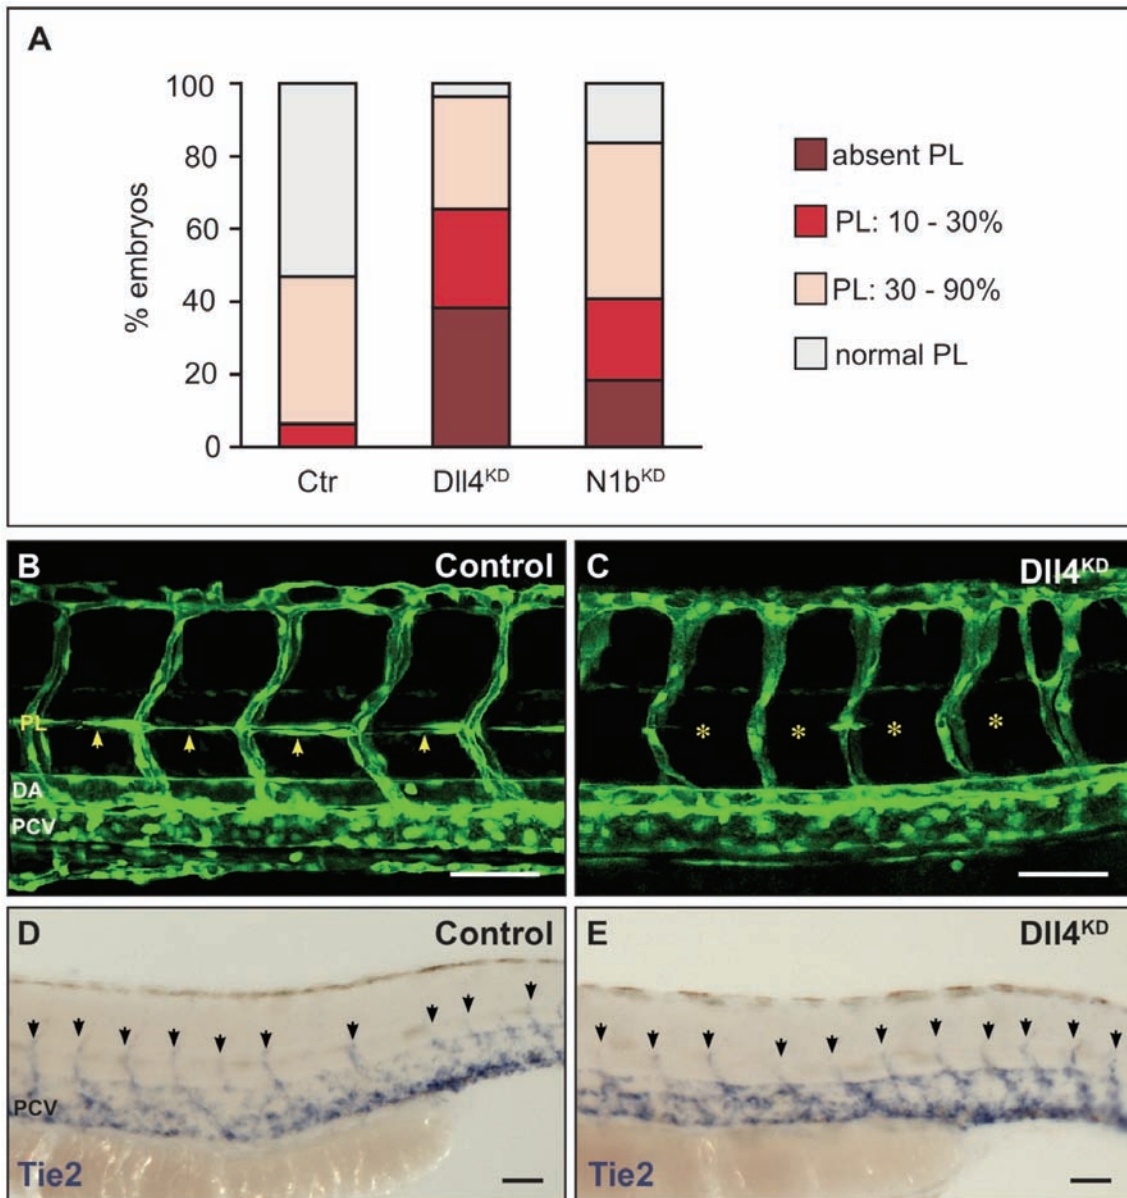 A
% embryos
100
80
60
40
20
0
Ctr
Dll4ᴷᴰ
N1bᴷᴰ
absent PL
PL: 10 - 30%
PL: 30 - 90%
normal PL
B
Control
PL
DA
PCV
C
Dll4ᴷᴰ
* * * *
D
Control
PCV
Tie2
E
Dll4ᴷᴰ